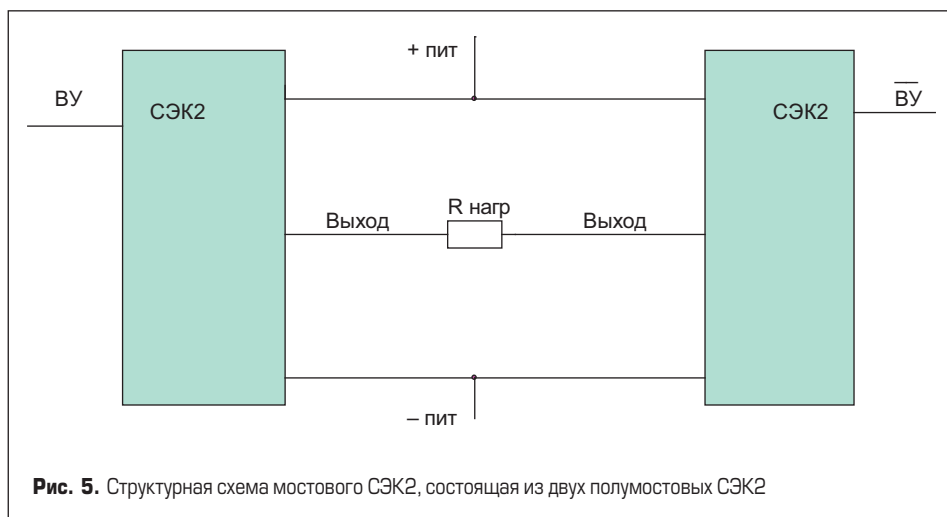 + пит
ВУ
СЭК2
СЭК2
ВУ
R нагр
Выход
Выход
– пит
Рис. 5. Структурная схема мостового СЭК2, состоящая из двух полумостовых СЭК2